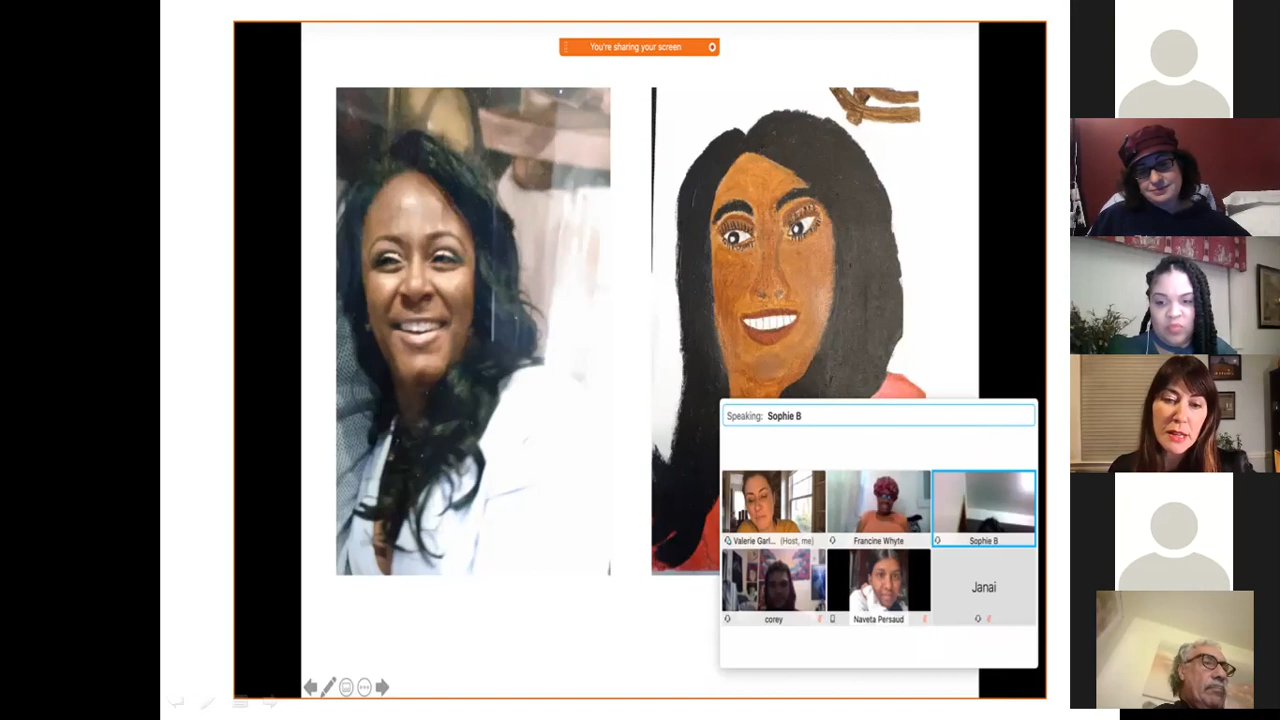 You're sharing your screen
Speaking: Sophie B
Valerie Garl... (Host, me)
Francine Whyte
Sophie B
corey
Naveta Persaud
Janai